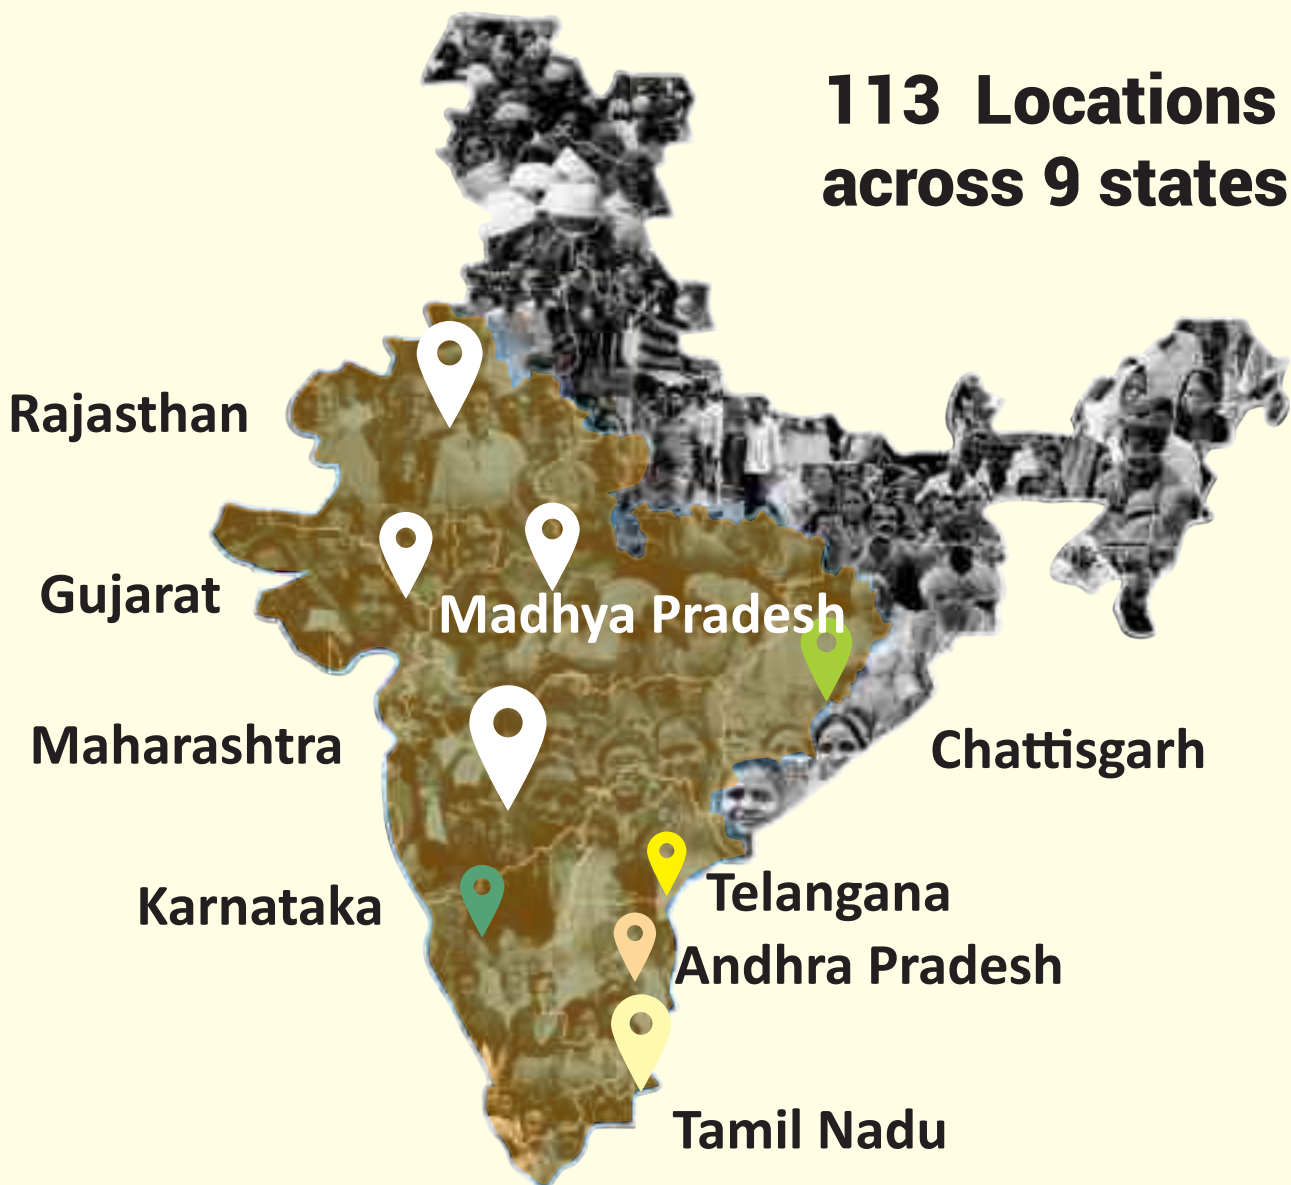 113 Locations
across 9 states
Rajasthan
Gujarat
Madhya Pradesh
Maharashtra
Chattisgarh
Karnataka
Telangana
Andhra Pradesh
Tamil Nadu